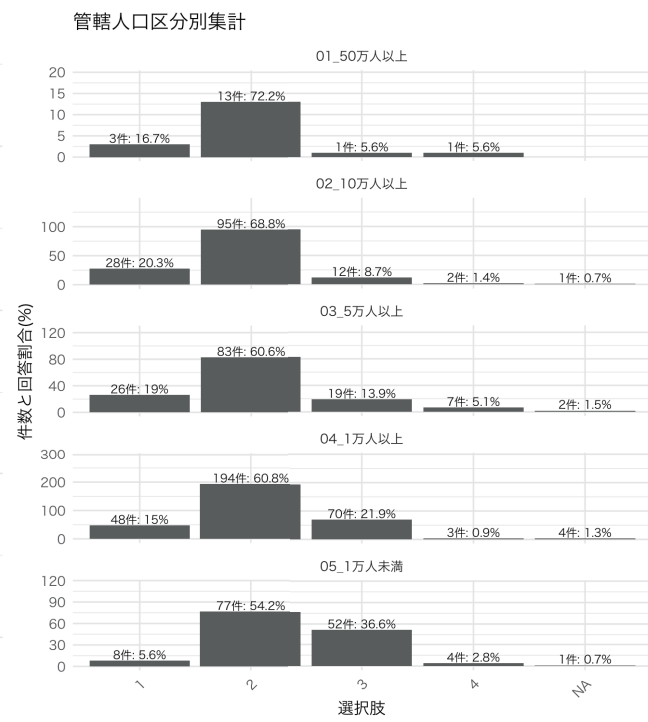 管轄人口区分別集計
件数と回答割合(%)
01_50万人以上
20
15
10
5
0
3件: 16.7%
13件: 72.2%
1件: 5.6%
1件: 5.6%
02_10万人以上
100
50
0
28件: 20.3%
95件: 68.8%
12件: 8.7%
2件: 1.4%
1件: 0.7%
03_5万人以上
120
80
40
0
26件: 19%
83件: 60.6%
19件: 13.9%
7件: 5.1%
2件: 1.5%
04_1万人以上
300
200
100
0
48件: 15%
194件: 60.8%
70件: 21.9%
3件: 0.9%
4件: 1.3%
05_1万人未満
120
90
60
30
0
8件: 5.6%
77件: 54.2%
52件: 36.6%
4件: 2.8%
1件: 0.7%
1
2
3
4
NA
選択肢